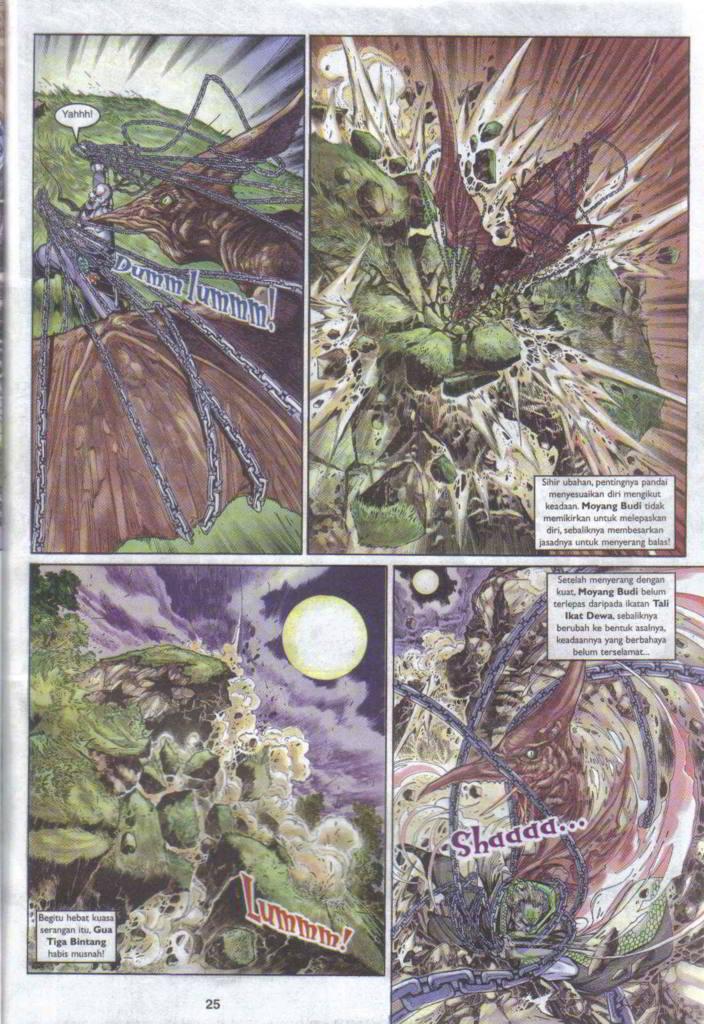 Yahhh!
Dumm lummm!
Sihir ubahan, pentingnya pandai
menyesuaikan diri mengikut
keadaan. Moyang Budi tidak
memikirkan untuk melepaskan
diri, sebaliknya membesarkan
jasadnya untuk menyerang balas!
Begitu hebat kuasa
serangan itu, Gua
Tiga Bintang
habis musnah!
Lummm!
Setelah menyerang dengan
kuat, Moyang Budi belum
terlepas daripada ikatan Tali
Ikat Dewa, sebaliknya
berubah ke bentuk asalnya,
keadaannya yang berbahaya
belum terselamat...
Shaaaa...
25